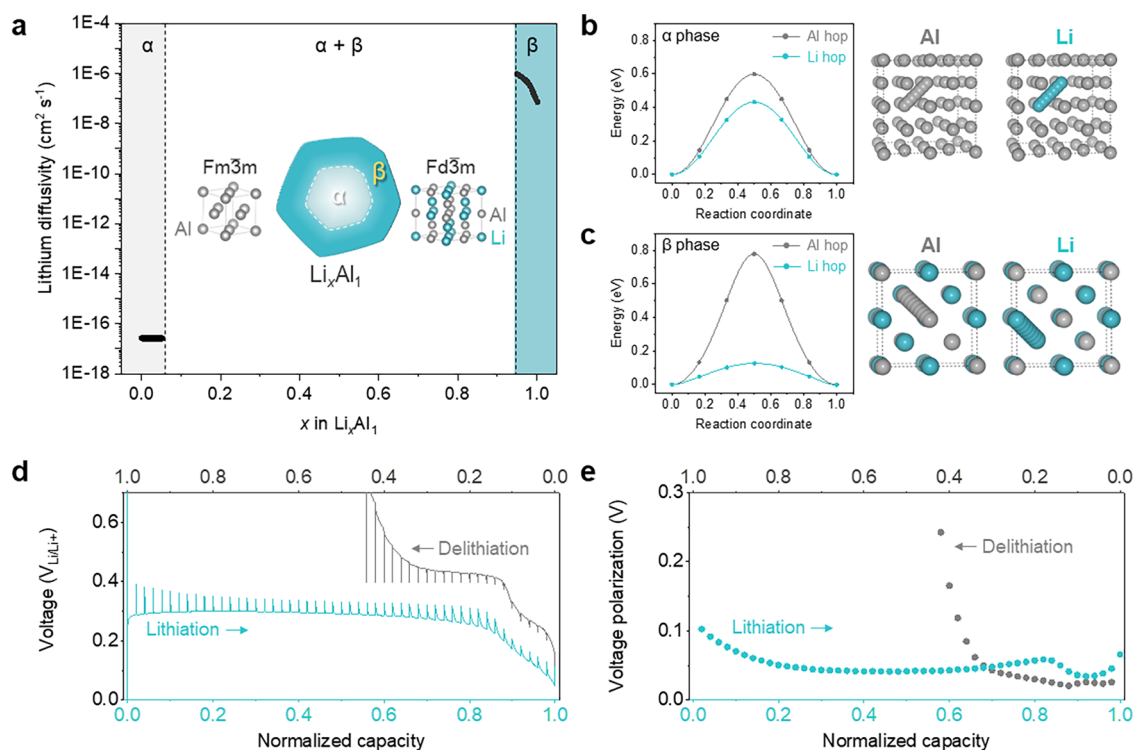 a
Lithium diffusivity (cm² s⁻¹)
1E-4
1E-6
1E-8
1E-10
1E-12
1E-14
1E-16
1E-18
α
α + β
β
Fm3̅m
Al
α
β
LiₓAl₁
Fd3̅m
Al
Li
0.0 0.2 0.4 0.6 0.8 1.0
x in LiₓAl₁
b
α phase
Al hop
Li hop
Energy (eV)
0.8
0.6
0.4
0.2
0.0
0.0 0.2 0.4 0.6 0.8 1.0
Reaction coordinate
Al
Li
c
β phase
Al hop
Li hop
Energy (eV)
0.8
0.6
0.4
0.2
0.0
0.0 0.2 0.4 0.6 0.8 1.0
Reaction coordinate
Al
Li
d
1.0 0.8 0.6 0.4 0.2 0.0
Voltage (V Li/Li+)
0.6
0.4
0.2
0.0
← Delithiation
Lithiation →
0.0 0.2 0.4 0.6 0.8 1.0
Normalized capacity
e
1.0 0.8 0.6 0.4 0.2 0.0
Voltage polarization (V)
0.3
0.2
0.1
0.0
← Delithiation
Lithiation →
0.0 0.2 0.4 0.6 0.8 1.0
Normalized capacity